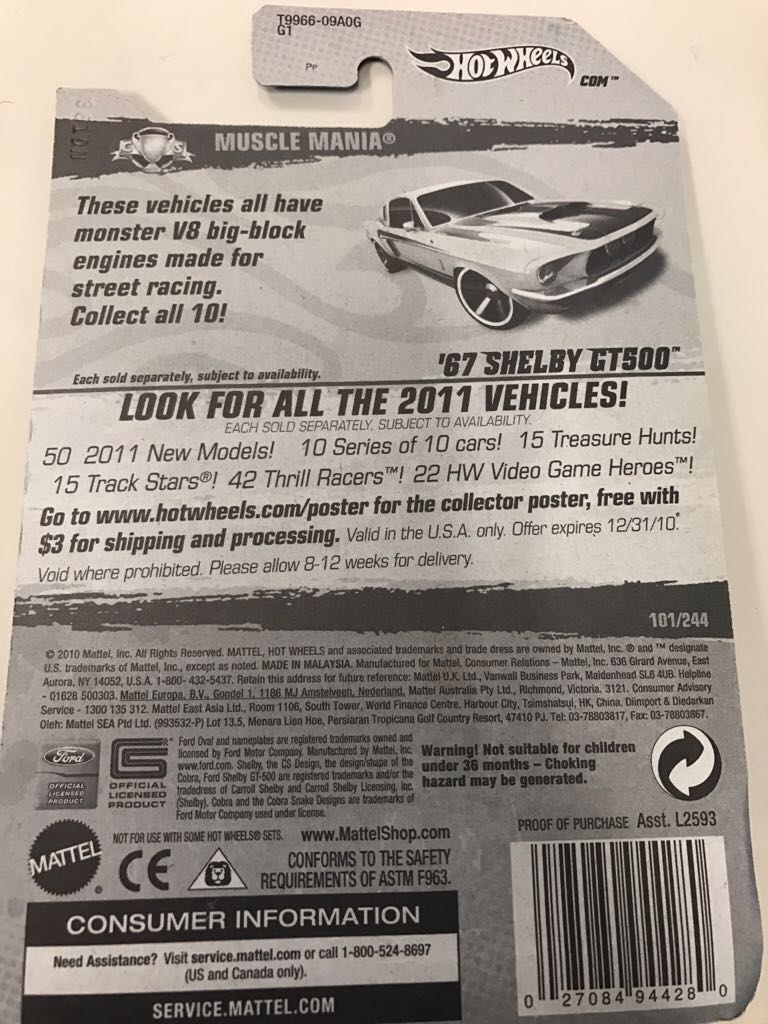 T9966-09A0G
G1
Pp
HOT WHEELS
COM™
MUSCLE MANIA®
These vehicles all have
monster V8 big-block
engines made for
street racing.
Collect all 10!
'67 SHELBY GT500™
Each sold separately, subject to availability.
LOOK FOR ALL THE 2011 VEHICLES!
EACH SOLD SEPARATELY, SUBJECT TO AVAILABILITY.
50 2011 New Models! 10 Series of 10 cars! 15 Treasure Hunts!
15 Track Stars®! 42 Thrill Racers™! 22 HW Video Game Heroes™!
Go to www.hotwheels.com/poster for the collector poster, free with
$3 for shipping and processing. Valid in the U.S.A. only. Offer expires 12/31/10.
Void where prohibited. Please allow 8-12 weeks for delivery.
101/244
© 2010 Mattel, Inc. All Rights Reserved. MATTEL, HOT WHEELS and associated trademarks and trade dress are owned by Mattel, Inc. ® and ™ designate
U.S. trademarks of Mattel, Inc., except as noted. MADE IN MALAYSIA. Manufactured for Mattel. Consumer Relations – Mattel, Inc. 636 Girard Avenue, East
Aurora, NY 14052, U.S.A. 1-800- 432-5437. Retain this address for future reference: Mattel U.K. Ltd., Vanwall Business Park, Maidenhead SL6 4UB. Helpline
- 01628 500303. Mattel Europa, B.V., Gondel 1, 1186 MJ Amstelveen, Nederland. Mattel Australia Pty Ltd., Richmond, Victoria. 3121. Consumer Advisory
Service - 1300 135 312. Mattel East Asia Ltd., Room 1106, South Tower, World Finance Centre, Harbour City, Tsimshatsui, HK, China. Diimport & Diedarkan
Oleh: Mattel SEA Ptd Ltd. (993532-P) Lot 13.5, Menara Lien Hoe, Persiaran Tropicana Golf Country Resort, 47410 PJ. Tel: 03-78803817, Fax: 03-78803867.
Ford
OFFICIAL
LICENSED
PRODUCT
OFFICIAL
LICENSED
PRODUCT
Ford Oval and nameplates are registered trademarks owned and
licensed by Ford Motor Company. Manufactured by Mattel, Inc.
www.ford.com. Shelby, the CS Design, the design/shape of the
Cobra, Ford Shelby GT-500 are registered trademarks and/or the
tradedress of Carroll Shelby and Carroll Shelby Licensing, Inc.
(Shelby). Cobra and the Cobra Snake Designs are trademarks of
Ford Motor Company used under license.
Warning! Not suitable for children
under 36 months – Choking
hazard may be generated.
NOT FOR USE WITH SOME HOT WHEELS® SETS. www.MattelShop.com
MATTEL®
CE
CONFORMS TO THE SAFETY
REQUIREMENTS OF ASTM F963.
PROOF OF PURCHASE Asst. L2593
CONSUMER INFORMATION
Need Assistance? Visit service.mattel.com or call 1-800-524-8697
(US and Canada only).
SERVICE.MATTEL.COM
0 27084 94428 0